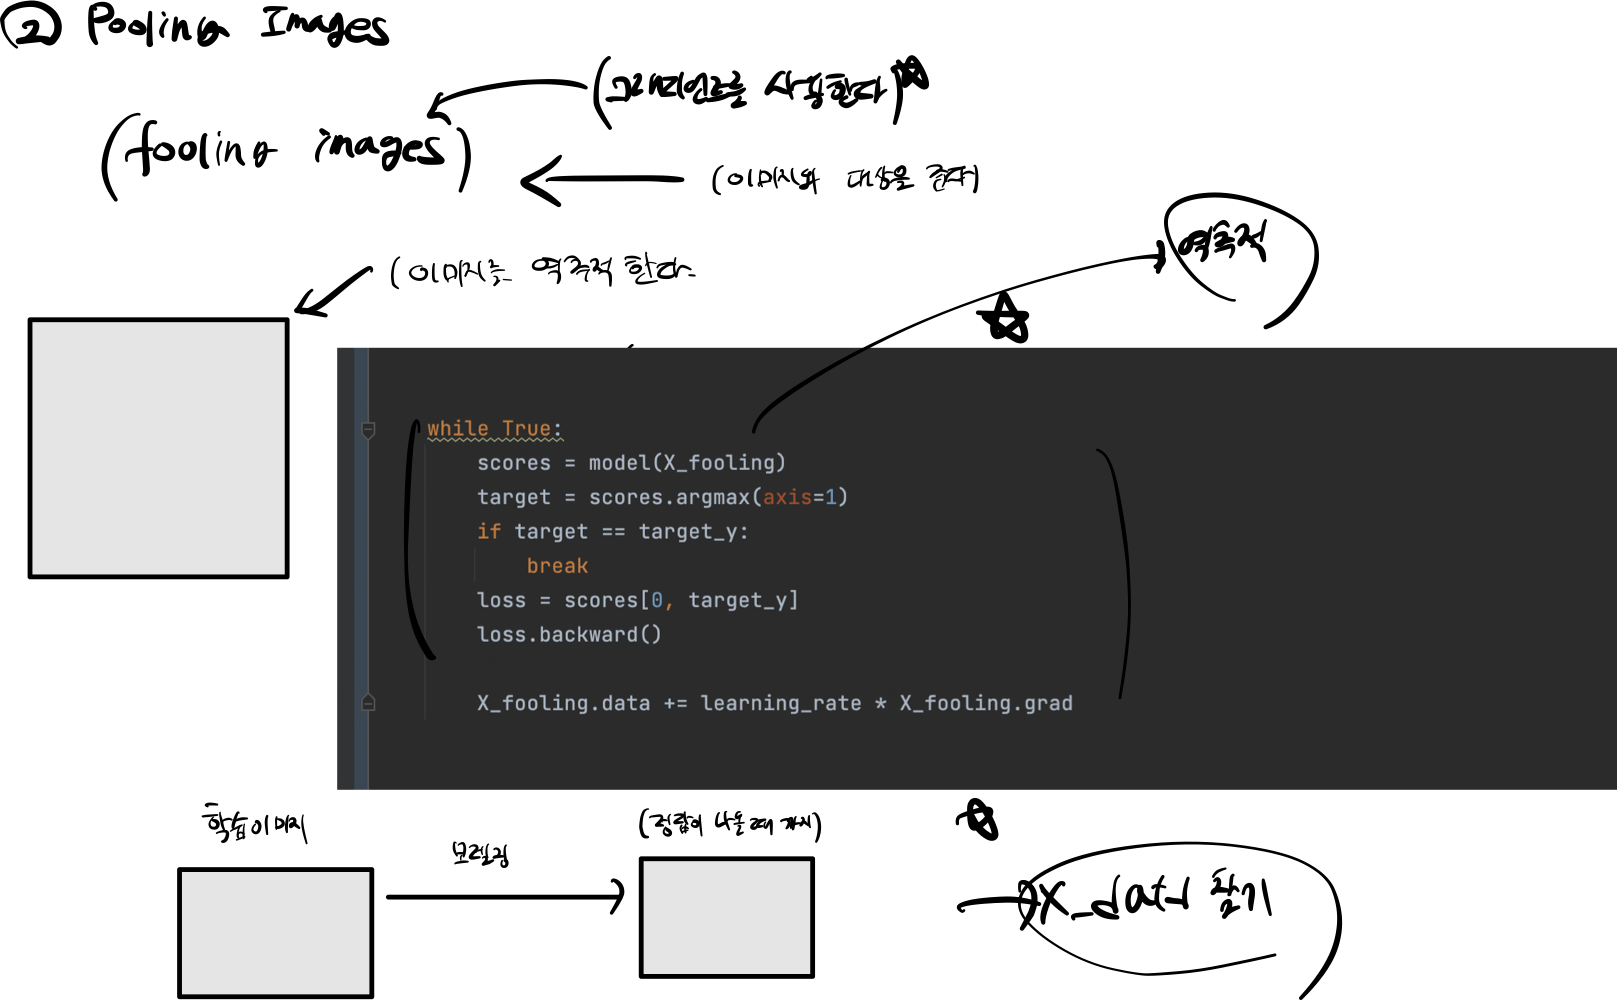 ② Pooling Images
(그래디언트를 사용한다)
(fooling images)
(이미지와 대상을 준다)
역추적
(이미지를 역추적 한다.
while True:
scores = model(X_fooling)
target = scores.argmax(axis=1)
if target == target_y:
break
loss = scores[0, target_y]
loss.backward()
X_fooling.data += learning_rate * X_fooling.grad
학습이미지
(정답이 나올때 까지)
모델링
X_data 찾기